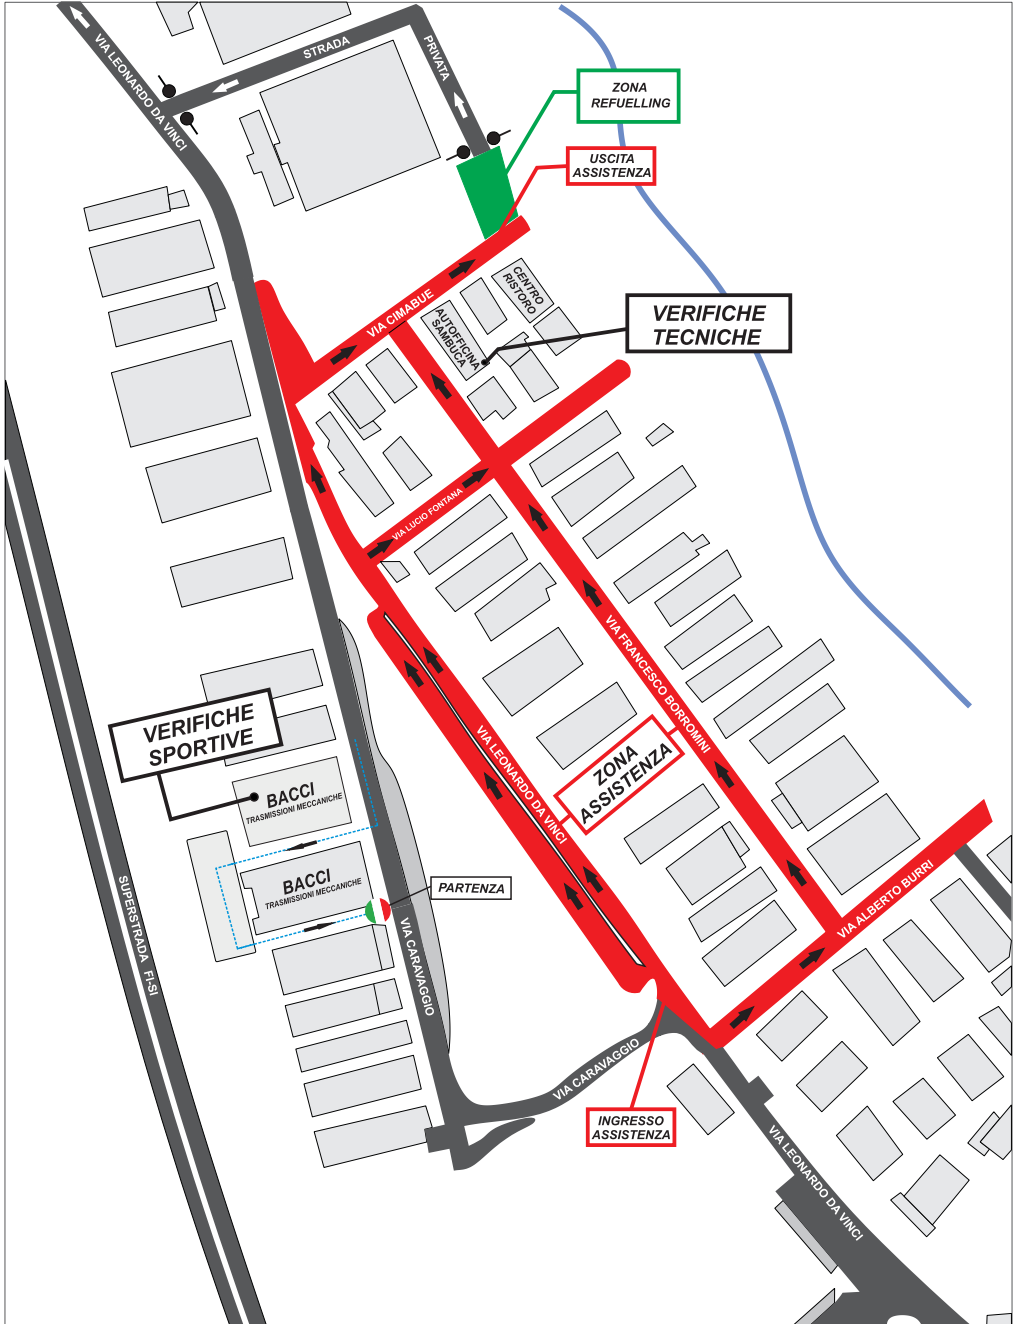 VIA LEONARDO DA VINCI
STRADA
PRIVATA
ZONA
REFUELLING
USCITA
ASSISTENZA
CENTRO
RISTORO
VIA CIMABUE
AUTOFFICINA
SAMBUCA
VERIFICHE
TECNICHE
VIA LUCIO FONTANA
VIA FRANCESCO BORROMINI
VERIFICHE
SPORTIVE
ZONA
ASSISTENZA
VIA LEONARDO DA VINCI
BACCI
TRASMISSIONI MECCANICHE
BACCI
TRASMISSIONI MECCANICHE
PARTENZA
VIA ALBERTO BURRI
SUPERSTRADA FI-SI
VIA CARAVAGGIO
VIA CARAVAGGIO
INGRESSO
ASSISTENZA
VIA LEONARDO DA VINCI